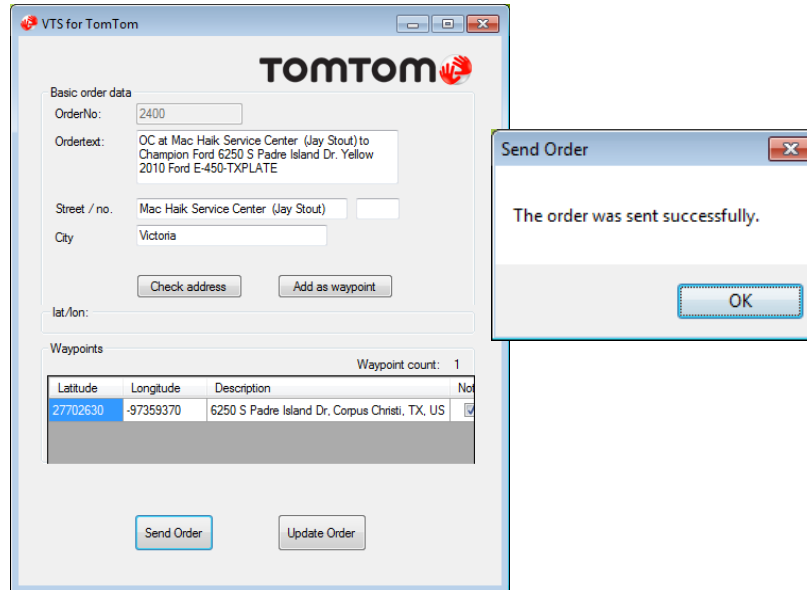 VTS for TomTom
TOMTOM
Basic order data
OrderNo: 2400
Ordertext: OC at Mac Haik Service Center (Jay Stout) to
Champion Ford 6250 S Padre Island Dr. Yellow
2010 Ford E-450-TXPLATE
Street / no. Mac Haik Service Center (Jay Stout)
City Victoria
Check address Add as waypoint
lat/lon:
Waypoints
Waypoint count: 1
Latitude Longitude Description Not
27702630 -97359370 6250 S Padre Island Dr, Corpus Christi, TX, US
Send Order Update Order
Send Order
The order was sent successfully.
OK